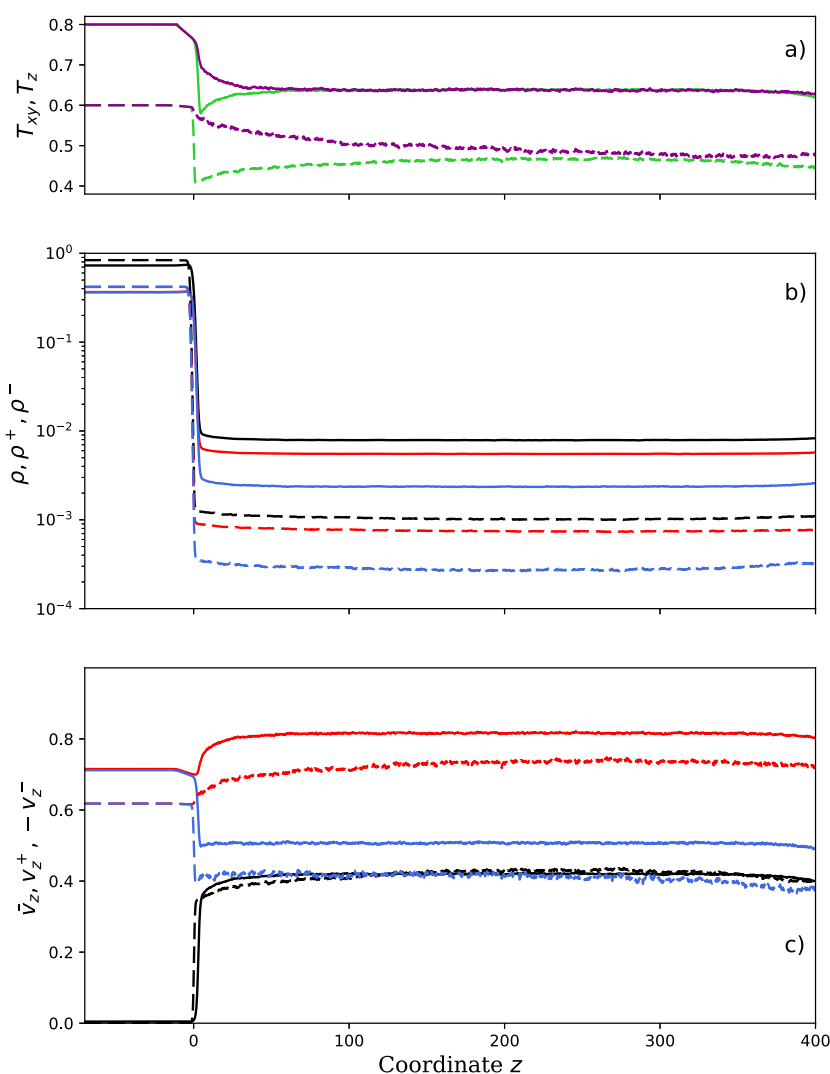 0.8
a)
0.7
0.6
0.5
0.4
T_{xy}, T_z
10^0
b)
10^{-1}
10^{-2}
10^{-3}
10^{-4}
ρ, ρ^+, ρ^-
0.8
0.6
0.4
0.2
0.0
c)
v̄_z, v_z^+, -v_z^-
0 100 200 300 400
Coordinate z